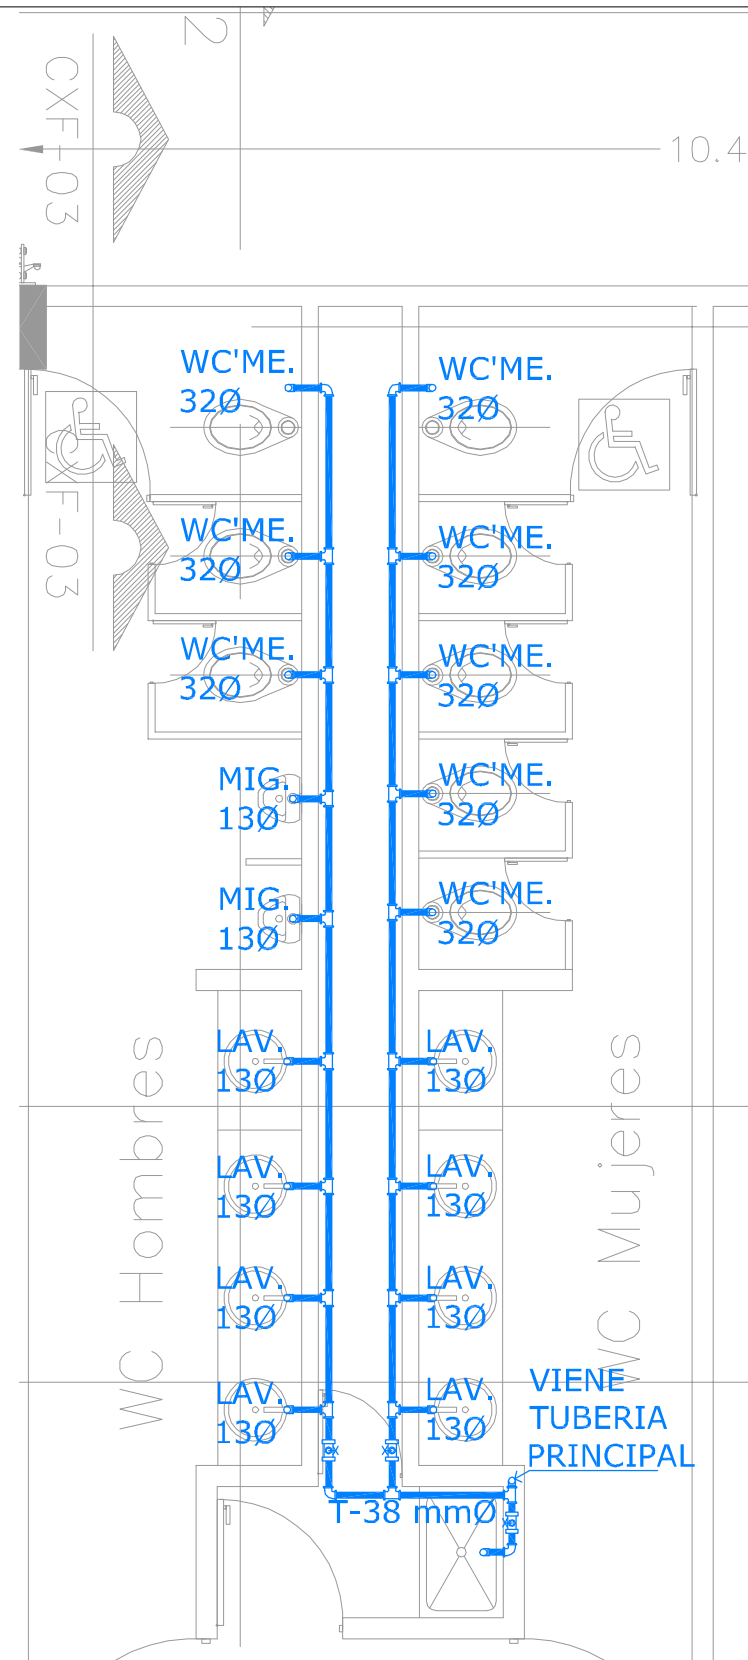 2
CXF-03
10.4
WC'ME.
32Ø
WC'ME.
32Ø
CXF-03
WC'ME.
32Ø
WC'ME.
32Ø
WC'ME.
32Ø
WC'ME.
32Ø
MIG.
13Ø
WC'ME.
32Ø
MIG.
13Ø
WC'ME.
32Ø
LAV.
13Ø
LAV.
13Ø
WC Hombres
WC Mujeres
LAV.
13Ø
LAV.
13Ø
LAV.
13Ø
LAV.
13Ø
LAV.
13Ø
LAV.
13Ø
VIENE
TUBERIA
PRINCIPAL
T-38 mmØ